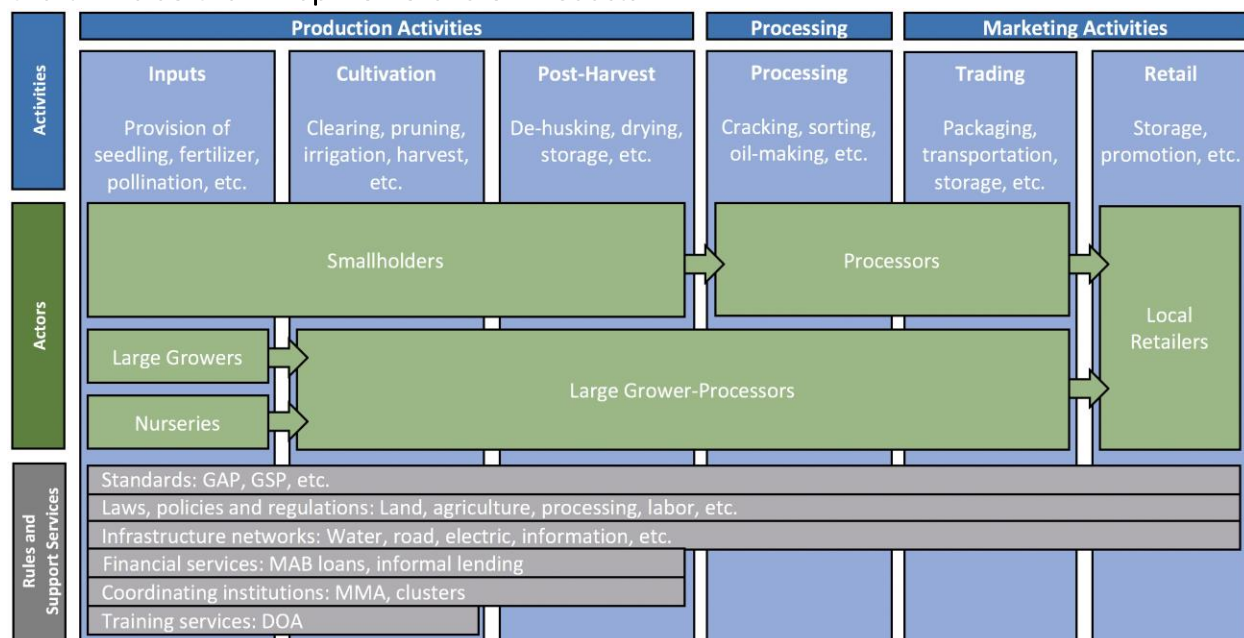 Production Activities
Processing
Marketing Activities
Activities
Inputs
Provision of
seedling, fertilizer,
pollination, etc.
Cultivation
Clearing, pruning,
irrigation, harvest,
etc.
Post-Harvest
De-husking, drying,
storage, etc.
Processing
Cracking, sorting,
oil-making, etc.
Trading
Packaging,
transportation,
storage, etc.
Retail
Storage,
promotion, etc.
Actors
Smallholders
Processors
Local
Retailers
Large Growers
Large Grower-Processors
Nurseries
Rules and
Support Services
Standards: GAP, GSP, etc.
Laws, policies and regulations: Land, agriculture, processing, labor, etc.
Infrastructure networks: Water, road, electric, information, etc.
Financial services: MAB loans, informal lending
Coordinating institutions: MMA, clusters
Training services: DOA